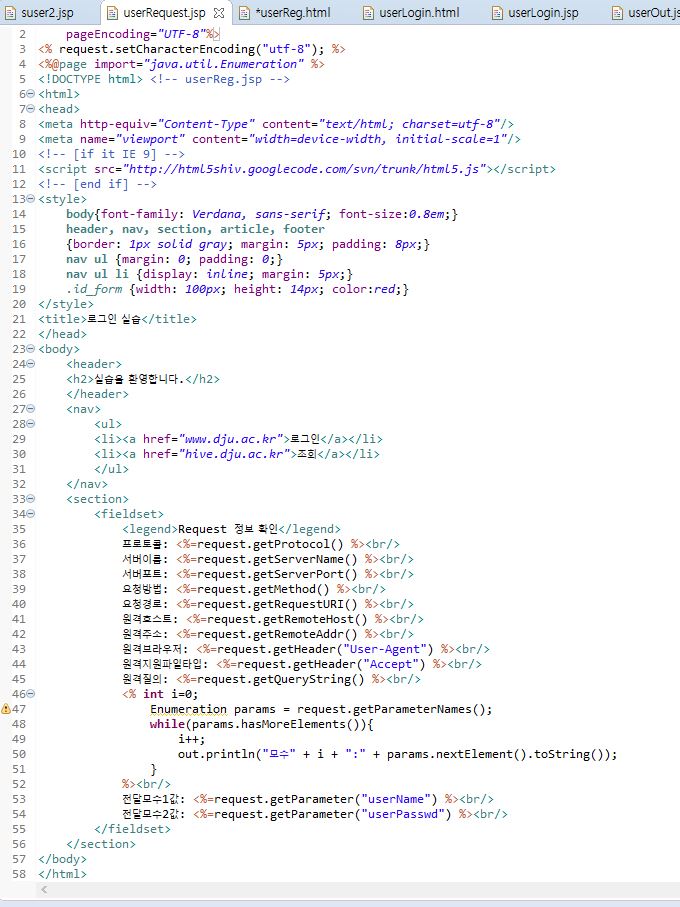 suser2.jsp userRequest.jsp *userReg.html userLogin.html userLogin.jsp userOut.js
2 pageEncoding="UTF-8"%>
3 <% request.setCharacterEncoding("utf-8"); %>
4 <%@page import="java.util.Enumeration" %>
5 <!DOCTYPE html> <!-- userReg.jsp -->
6 <html>
7 <head>
8 <meta http-equiv="Content-Type" content="text/html; charset=utf-8"/>
9 <meta name="viewport" content="width=device-width, initial-scale=1"/>
10 <!-- [if it IE 9] -->
11 <script src="http://html5shiv.googlecode.com/svn/trunk/html5.js"></script>
12 <!-- [end if] -->
13 <style>
14 body{font-family: Verdana, sans-serif; font-size:0.8em;}
15 header, nav, section, article, footer
16 {border: 1px solid gray; margin: 5px; padding: 8px;}
17 nav ul {margin: 0; padding: 0;}
18 nav ul li {display: inline; margin: 5px;}
19 .id_form {width: 100px; height: 14px; color:red;}
20 </style>
21 <title>로그인 실습</title>
22 </head>
23 <body>
24 <header>
25 <h2>실습을 환영합니다.</h2>
26 </header>
27 <nav>
28 <ul>
29 <li><a href="www.dju.ac.kr">로그인</a></li>
30 <li><a href="hive.dju.ac.kr">조회</a></li>
31 </ul>
32 </nav>
33 <section>
34 <fieldset>
35 <legend>Request 정보 확인</legend>
36 프로토콜: <%=request.getProtocol() %><br/>
37 서버이름: <%=request.getServerName() %><br/>
38 서버포트: <%=request.getServerPort() %><br/>
39 요청방법: <%=request.getMethod() %><br/>
40 요청경로: <%=request.getRequestURI() %><br/>
41 원격호스트: <%=request.getRemoteHost() %><br/>
42 원격주소: <%=request.getRemoteAddr() %><br/>
43 원격브라우저: <%=request.getHeader("User-Agent") %><br/>
44 원격지원파일타입: <%=request.getHeader("Accept") %><br/>
45 원격질의: <%=request.getQueryString() %><br/>
46 <% int i=0;
47 Enumeration params = request.getParameterNames();
48 while(params.hasMoreElements()){
49 i++;
50 out.println("모수" + i + ":" + params.nextElement().toString());
51 }
52 %><br/>
53 전달모수1값: <%=request.getParameter("userName") %><br/>
54 전달모수2값: <%=request.getParameter("userPasswd") %><br/>
55 </fieldset>
56 </section>
57 </body>
58 </html>